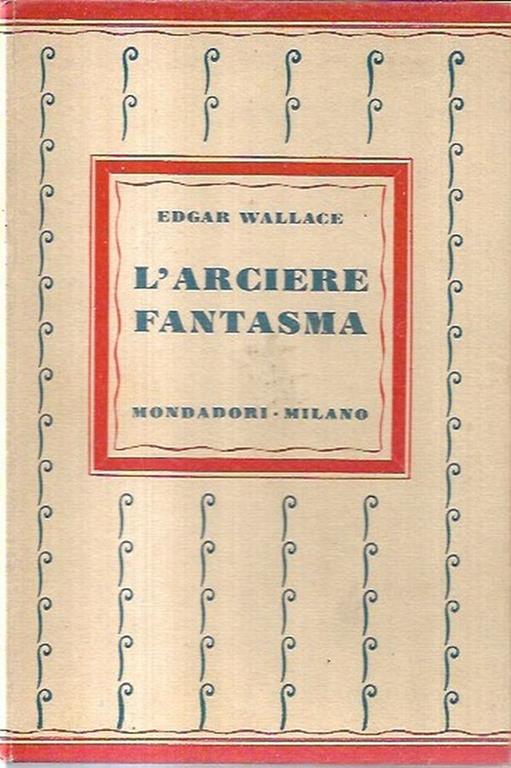 EDGAR WALLACE
L'ARCIERE
FANTASMA
MONDADORI · MILANO